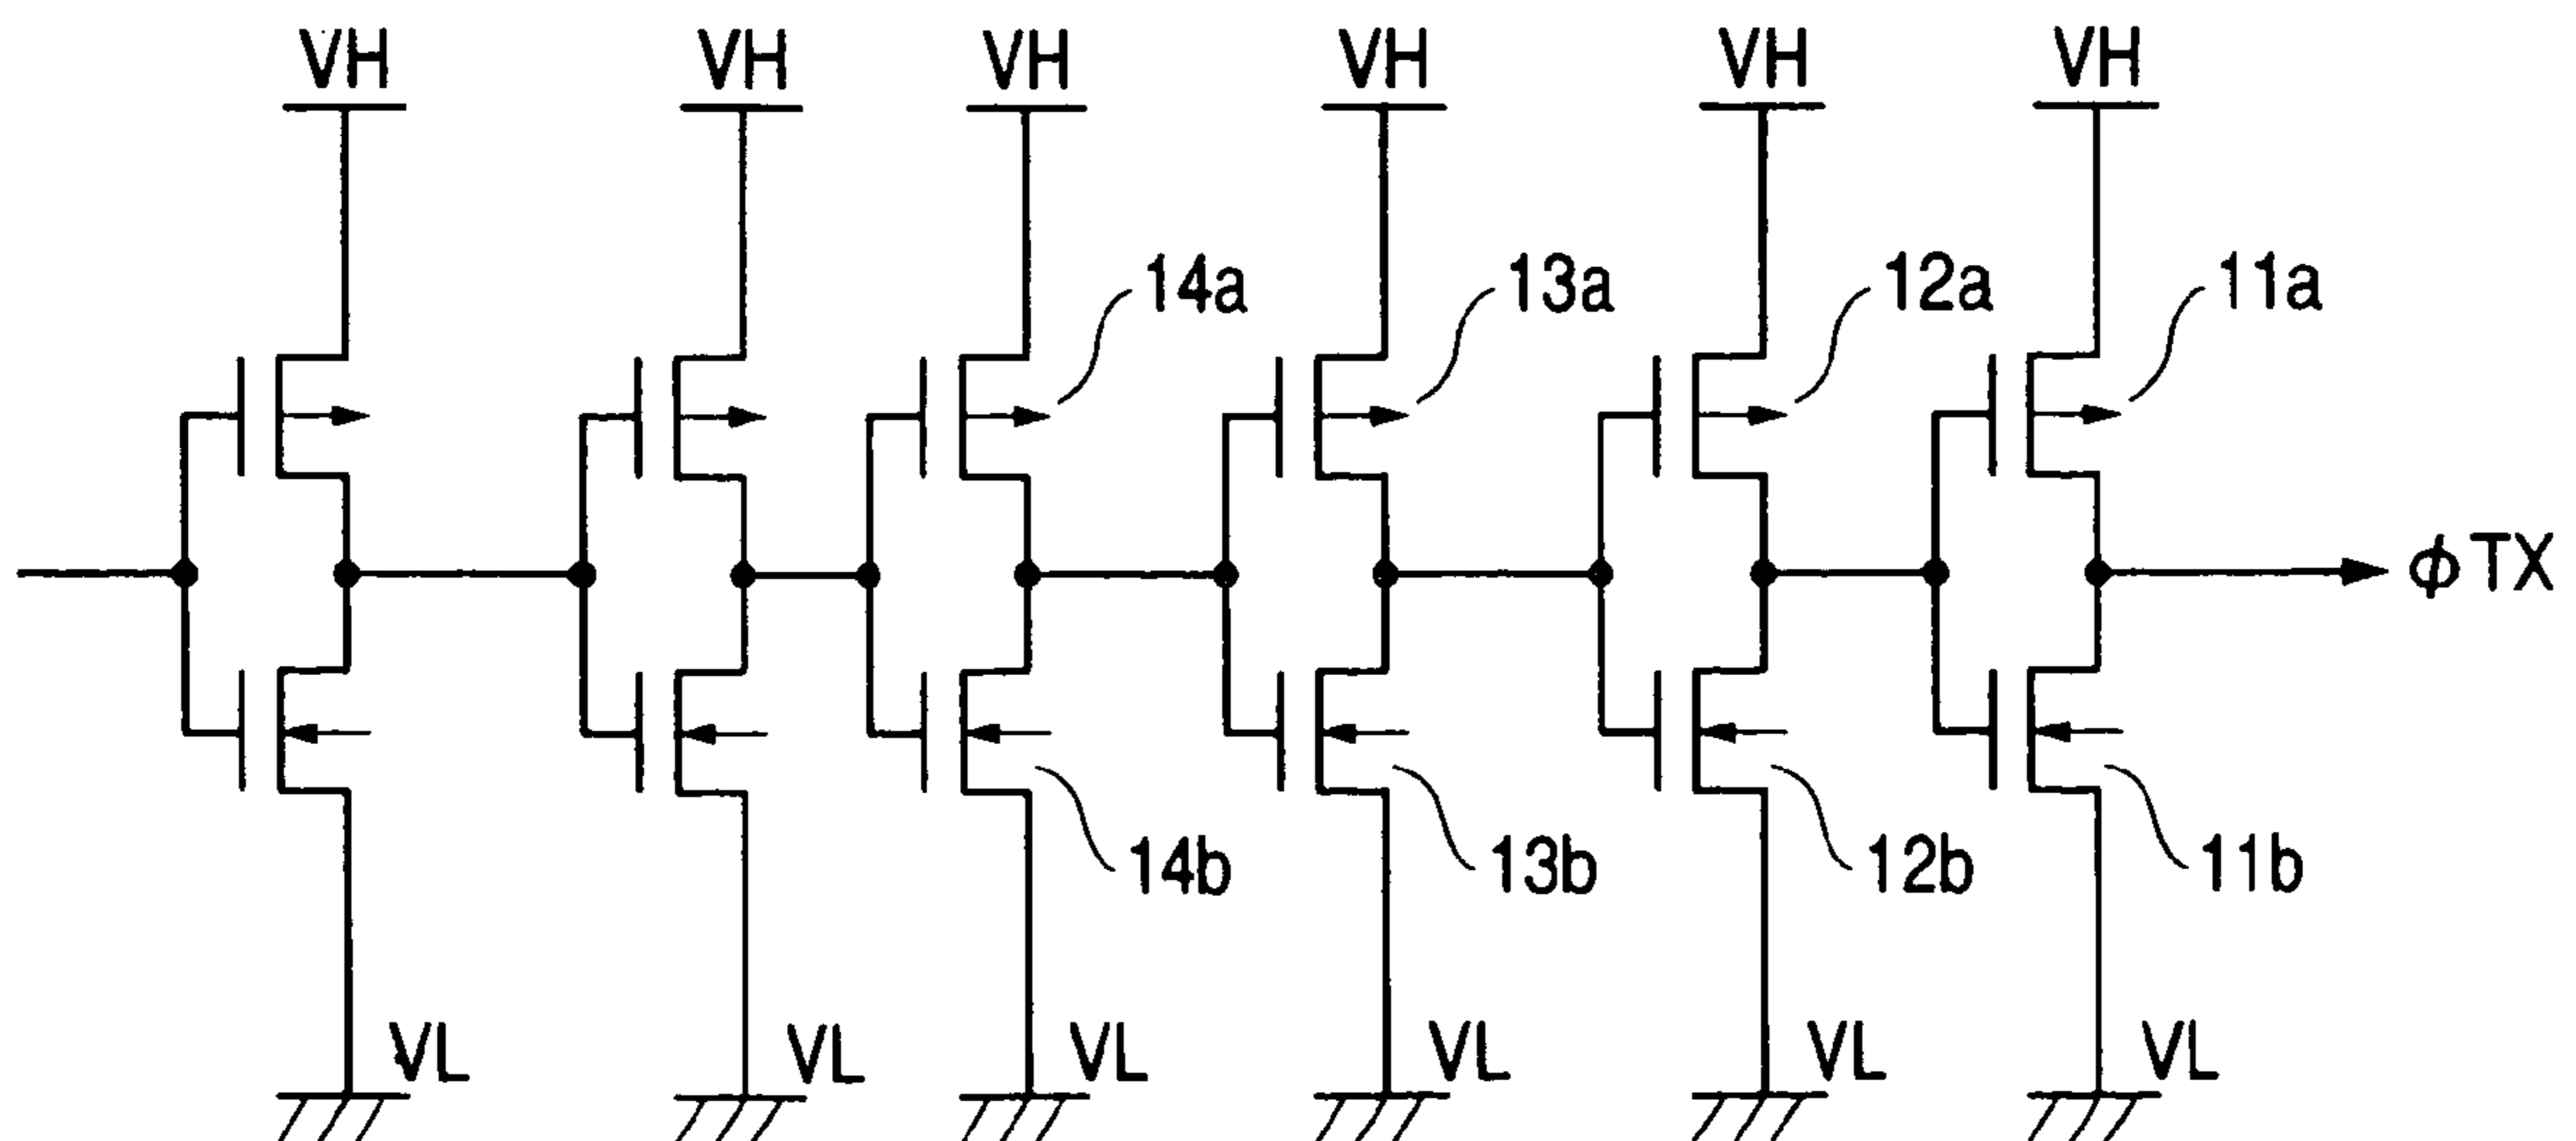 VH VH VH VH VH VH
14a 13a 12a 11a
ϕTX
14b 13b 12b 11b
VL VL VL VL VL VL